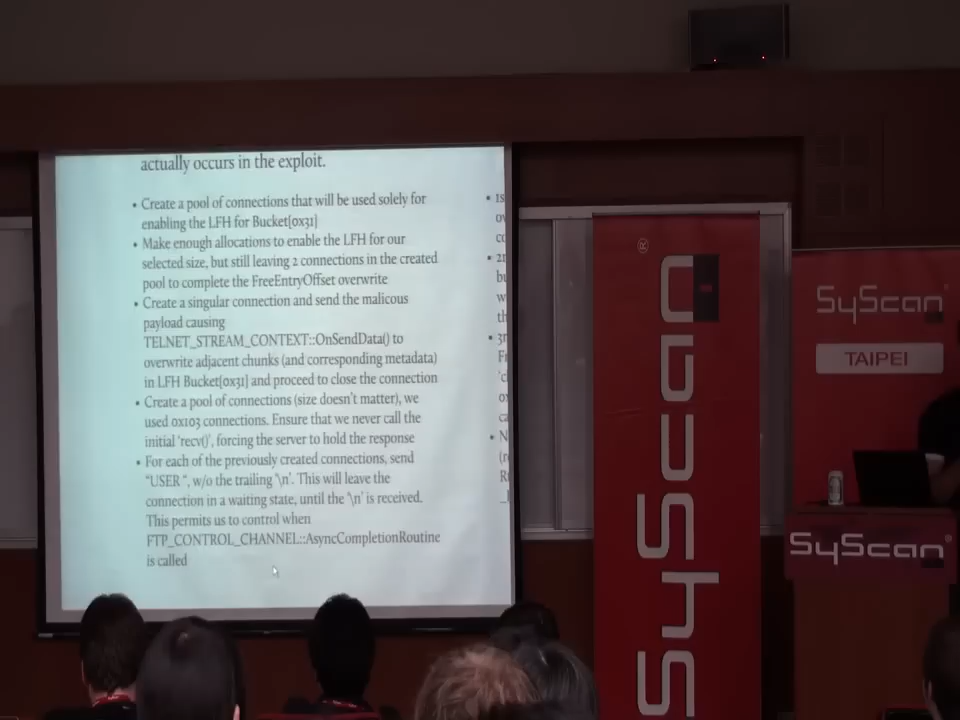 actually occurs in the exploit.
• Create a pool of connections that will be used solely for
enabling the LFH for Bucket[0x31]
• Make enough allocations to enable the LFH for our
selected size, but still leaving 2 connections in the created
pool to complete the FreeEntryOffset overwrite
• Create a singular connection and send the malicous
payload causing
TELNET_STREAM_CONTEXT::OnSendData() to
overwrite adjacent chunks (and corresponding metadata)
in LFH Bucket[0x31] and proceed to close the connection
• Create a pool of connections (size doesn't matter), we
used 0x103 connections. Ensure that we never call the
initial 'recv()', forcing the server to hold the response
• For each of the previously created connections, send
"USER ", w/o the trailing '\n'. This will leave the
connection in a waiting state, until the '\n' is received.
This permits us to control when
FTP_CONTROL_CHANNEL::AsyncCompletionRoutine
is called
SyScan®
SyScan®
TAIPEI
SyScan®